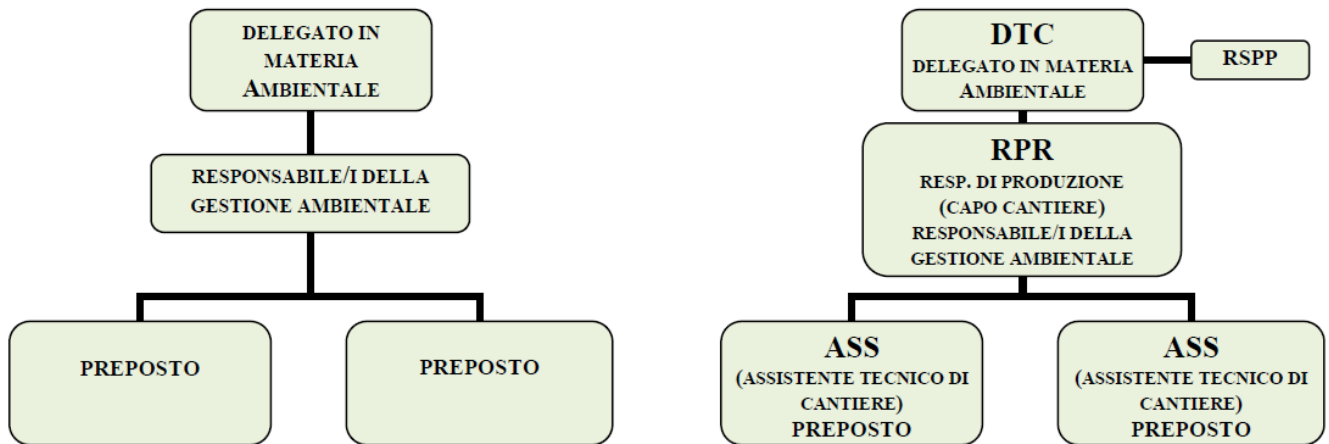 DELEGATO IN
MATERIA
AMBIENTALE
RESPONSABILE/I DELLA
GESTIONE AMBIENTALE
PREPOSTO
PREPOSTO
DTC
DELEGATO IN MATERIA
AMBIENTALE
RSPP
RPR
RESP. DI PRODUZIONE
(CAPO CANTIERE)
RESPONSABILE/I DELLA
GESTIONE AMBIENTALE
ASS
(ASSISTENTE TECNICO DI
CANTIERE)
PREPOSTO
ASS
(ASSISTENTE TECNICO DI
CANTIERE)
PREPOSTO